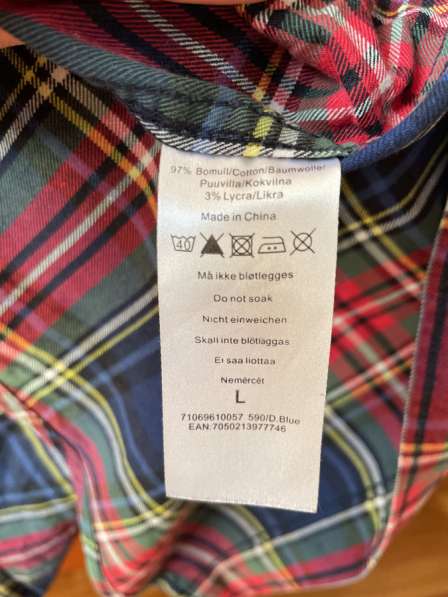 97% Bomull/Cotton/Baumwolle/
Puuvilla/Kokvilna
3% Lycra/Likra
Made in China
40
Må ikke bløtlegges
Do not soak
Nicht einweichen
Skall inte blötläggas
Ei saa liottaa
Nemērcēt
L
71069610057 590/D.Blue
EAN:7050213977746